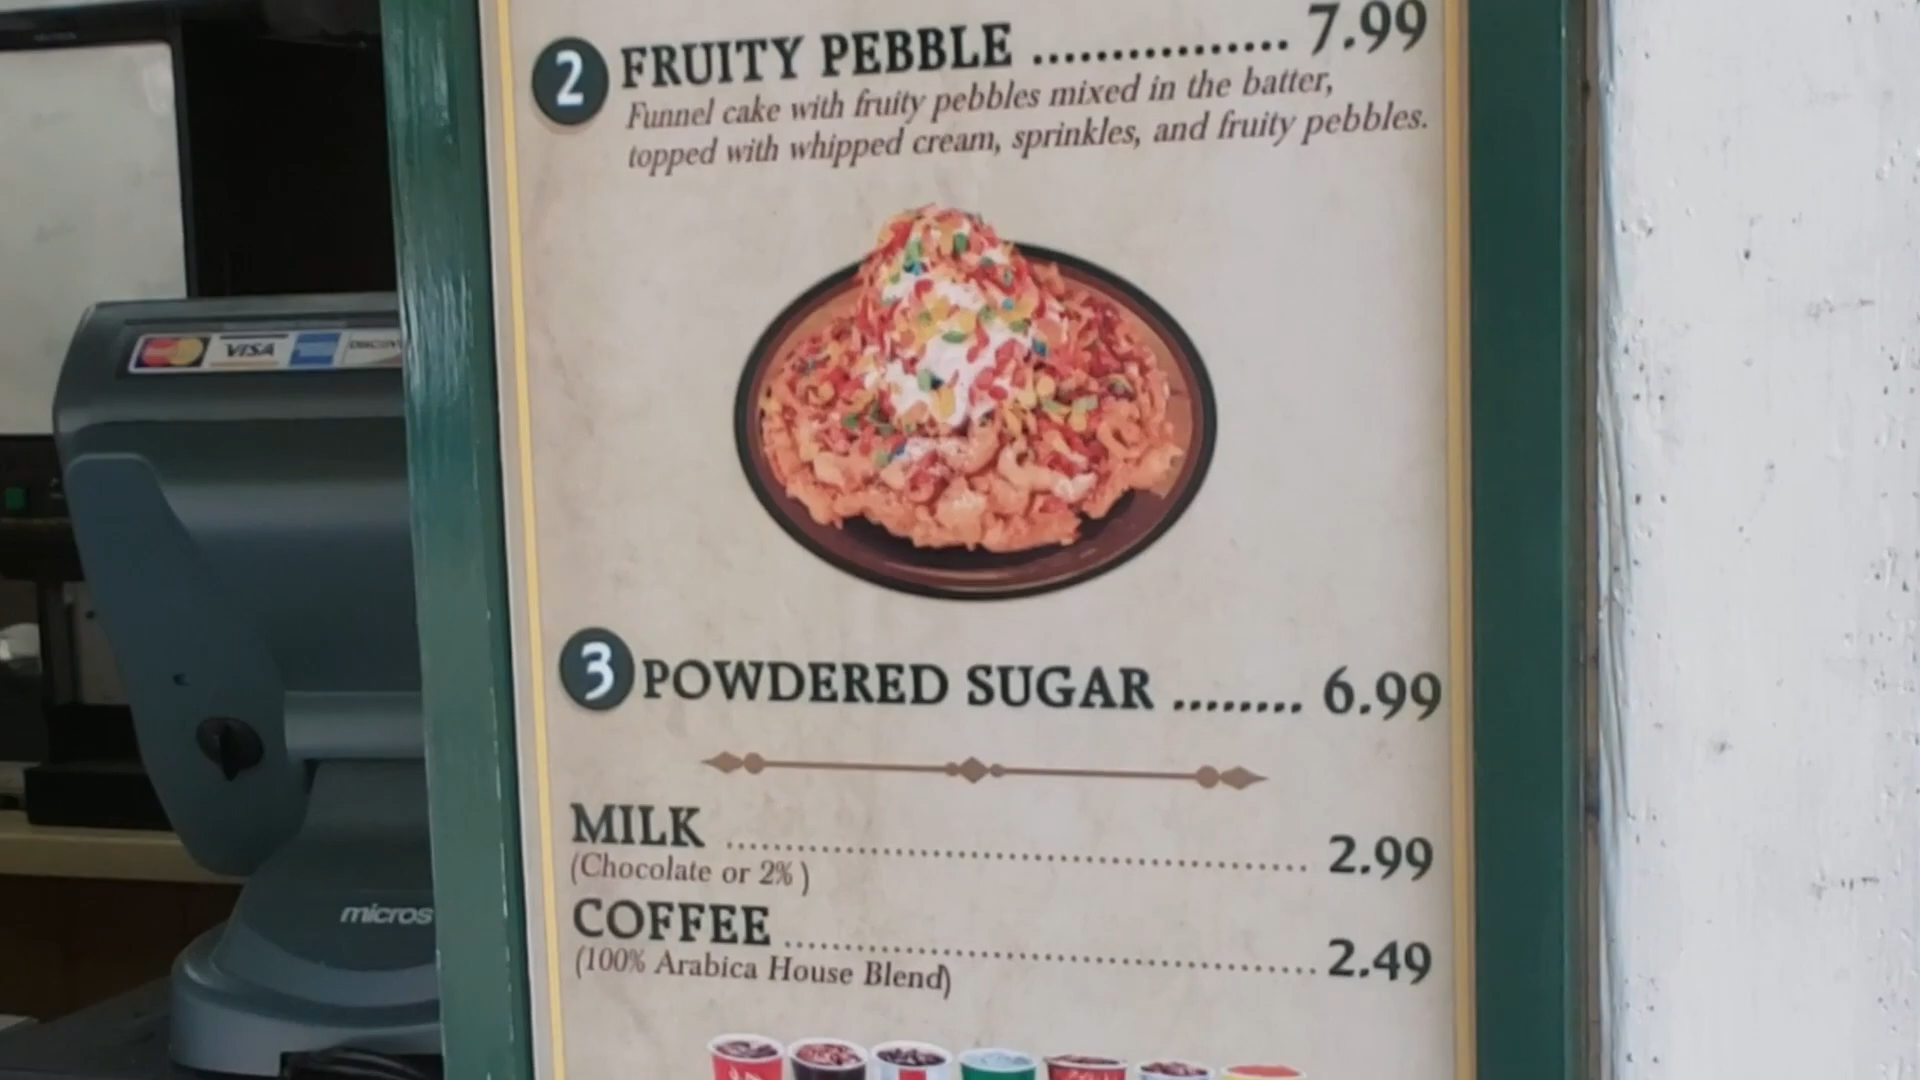 2 FRUITY PEBBLE ................ 7.99
Funnel cake with fruity pebbles mixed in the batter,
topped with whipped cream, sprinkles, and fruity pebbles.
VISA
DISCOV
3 POWDERED SUGAR ........ 6.99
MILK ........................................................ 2.99
(Chocolate or 2%)
COFFEE .................................................. 2.49
(100% Arabica House Blend)
micros